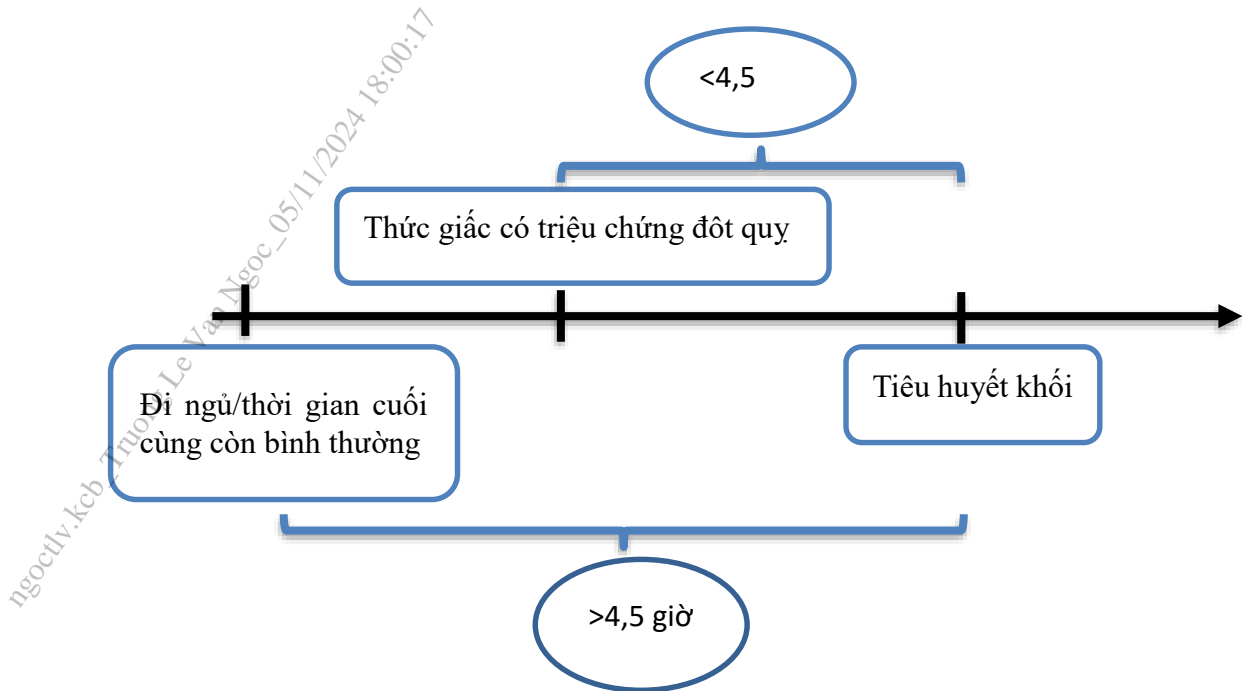 <4,5
Thức giấc có triệu chứng đôt quỵ
Đi ngủ/thời gian cuối
cùng còn bình thường
Tiêu huyết khối
>4,5 giờ
ngoctlv.kcb_Truong Le Van Ngoc_05/11/2024 18:00:17